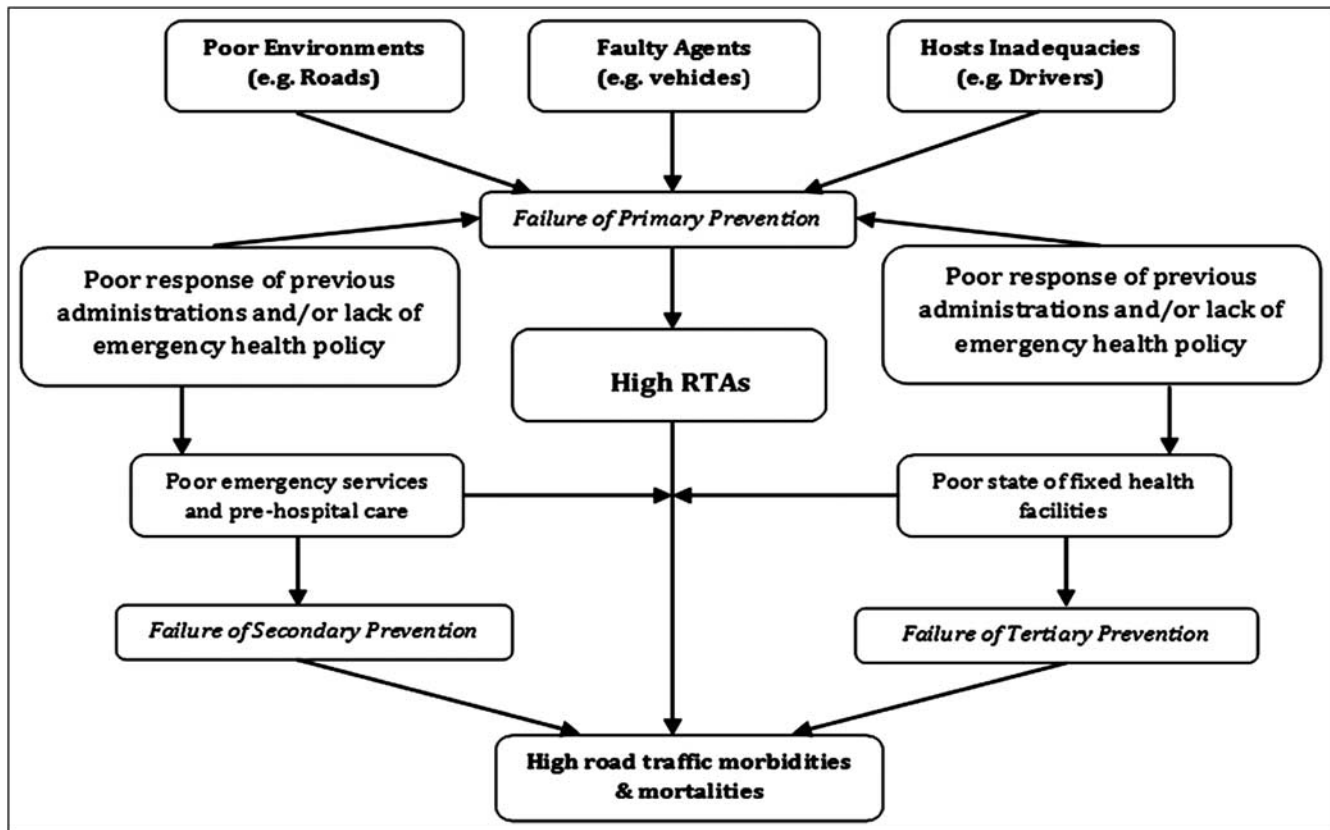 Poor Environments
(e.g. Roads)
Faulty Agents
(e.g. vehicles)
Hosts Inadequacies
(e.g. Drivers)
Failure of Primary Prevention
Poor response of previous
administrations and/or lack of
emergency health policy
Poor response of previous
administrations and/or lack of
emergency health policy
High RTAs
Poor emergency services
and pre-hospital care
Poor state of fixed health
facilities
Failure of Secondary Prevention
Failure of Tertiary Prevention
High road traffic morbidities
& mortalities